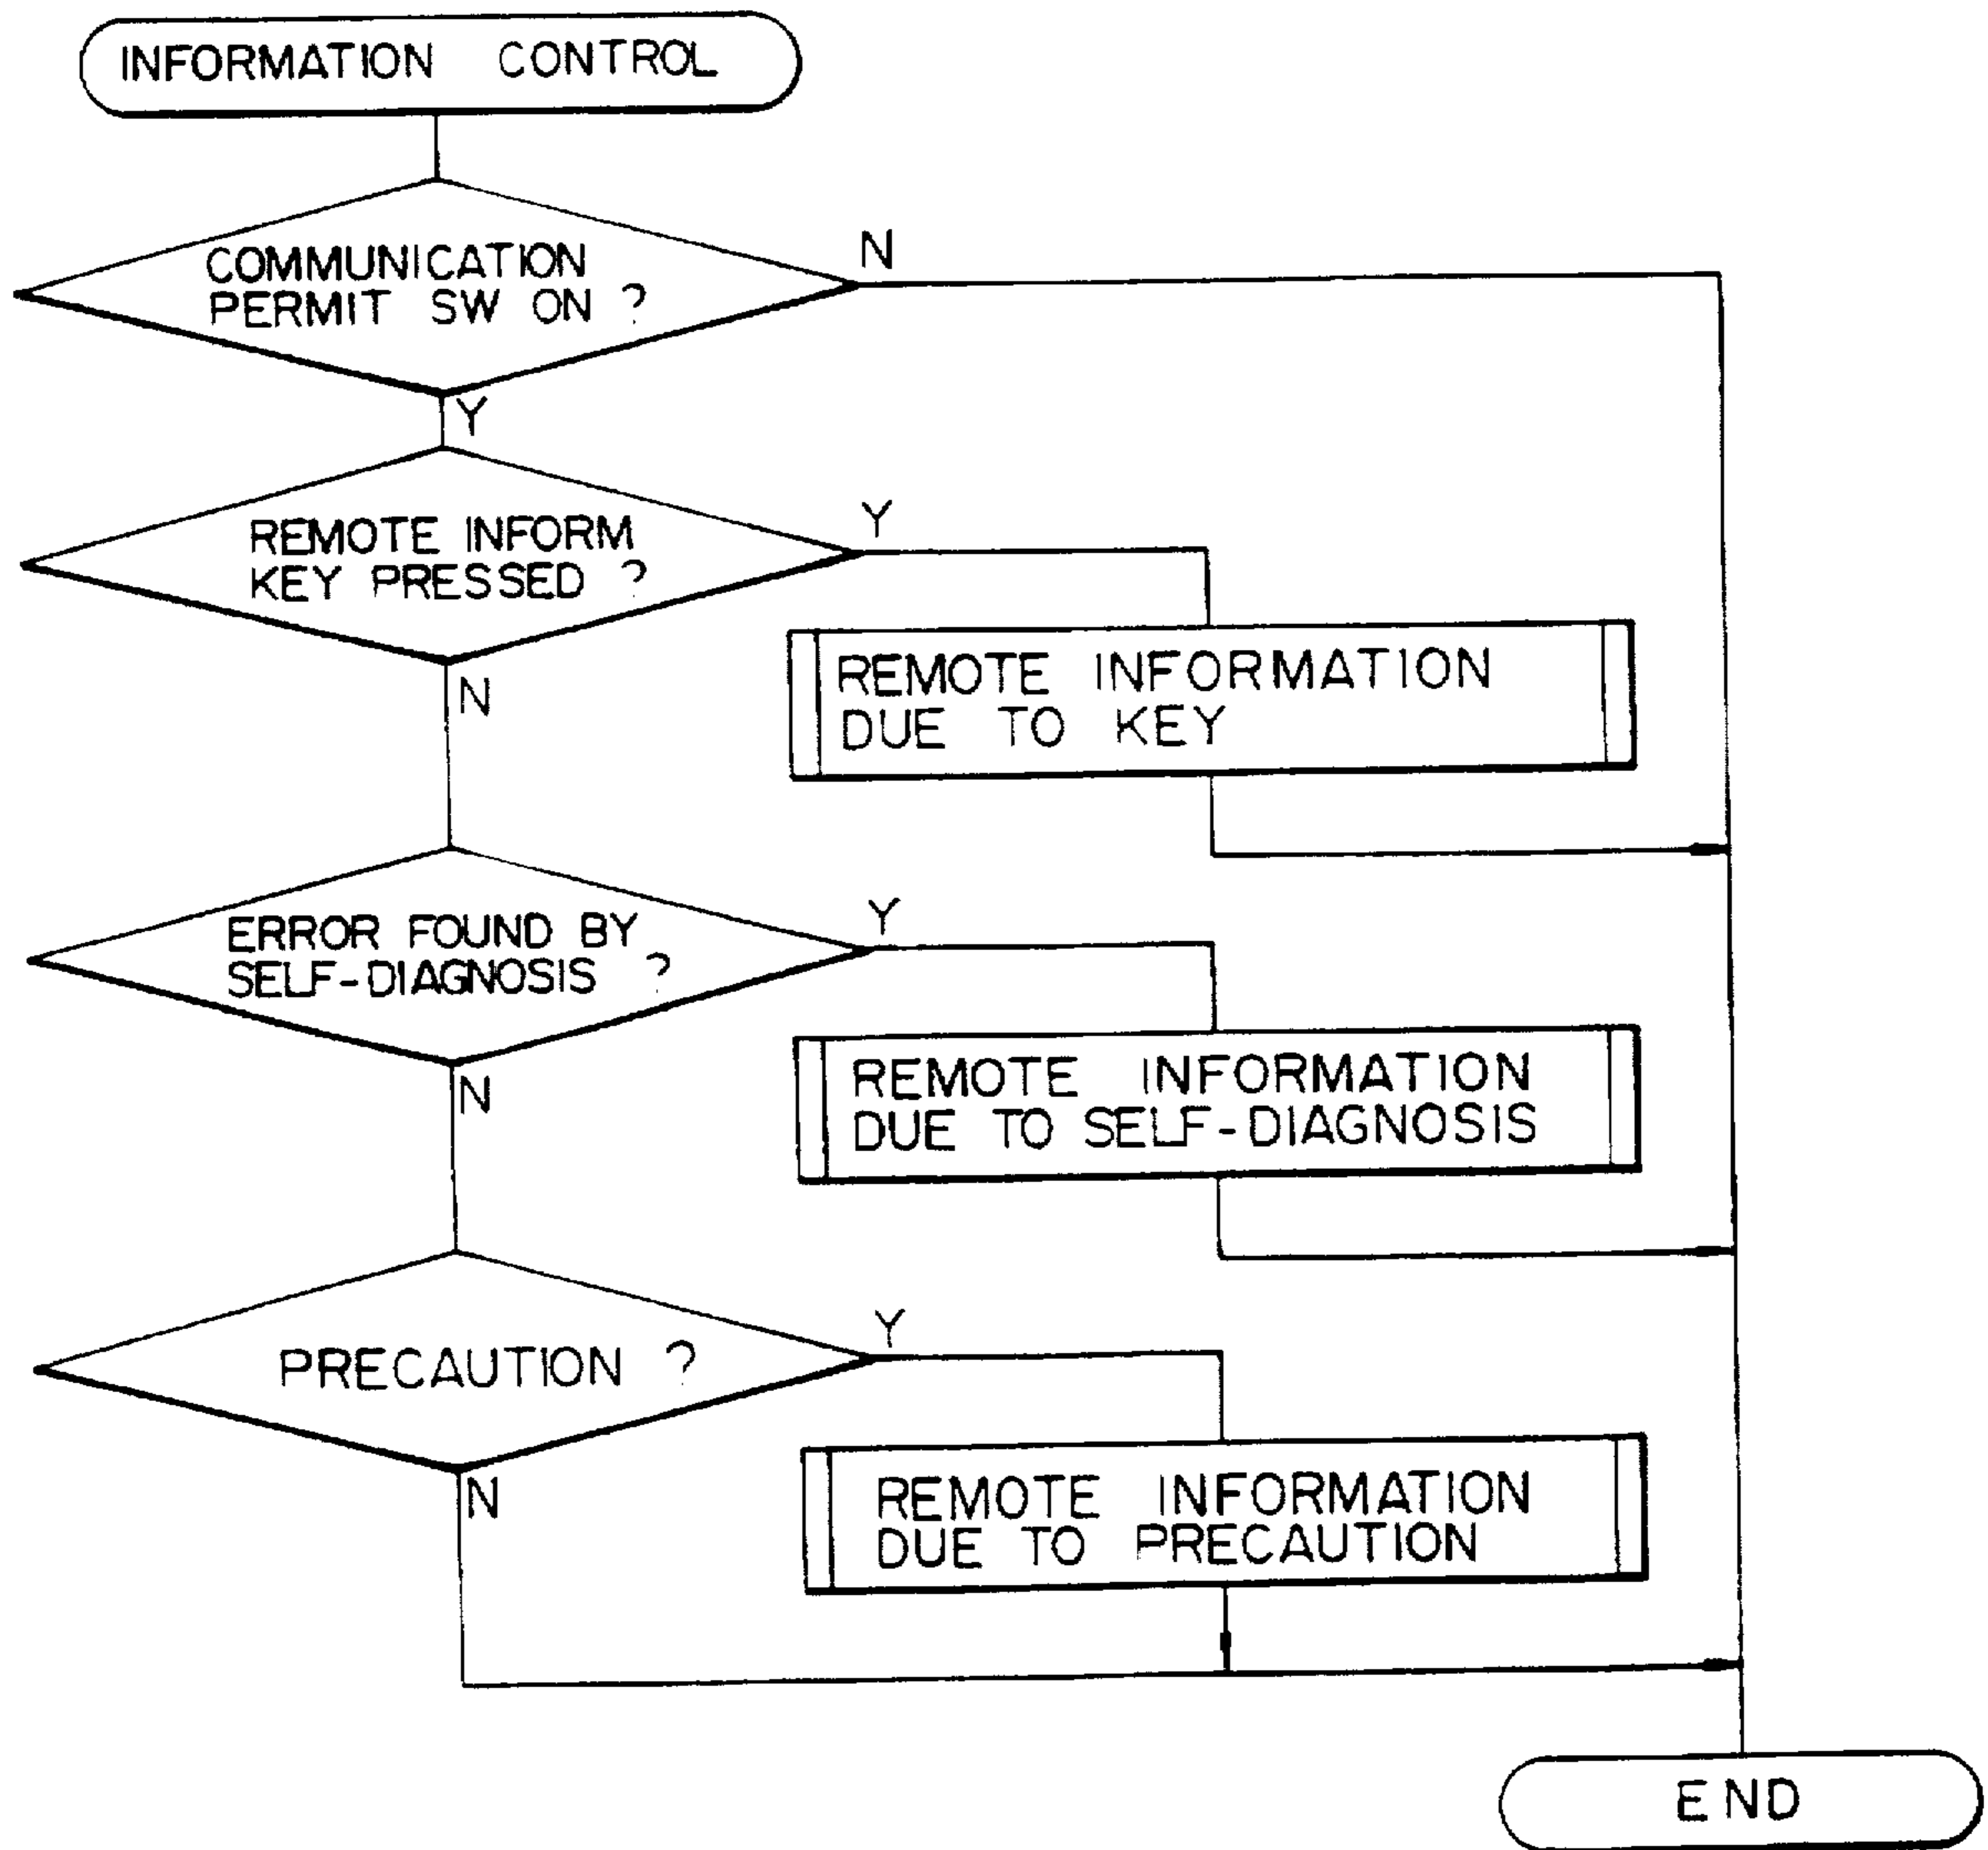 INFORMATION CONTROL
COMMUNICATION
PERMIT SW ON ?
N
Y
REMOTE INFORM
KEY PRESSED ?
Y
N
REMOTE INFORMATION
DUE TO KEY
ERROR FOUND BY
SELF-DIAGNOSIS ?
Y
N
REMOTE INFORMATION
DUE TO SELF-DIAGNOSIS
PRECAUTION ?
Y
N
REMOTE INFORMATION
DUE TO PRECAUTION
END